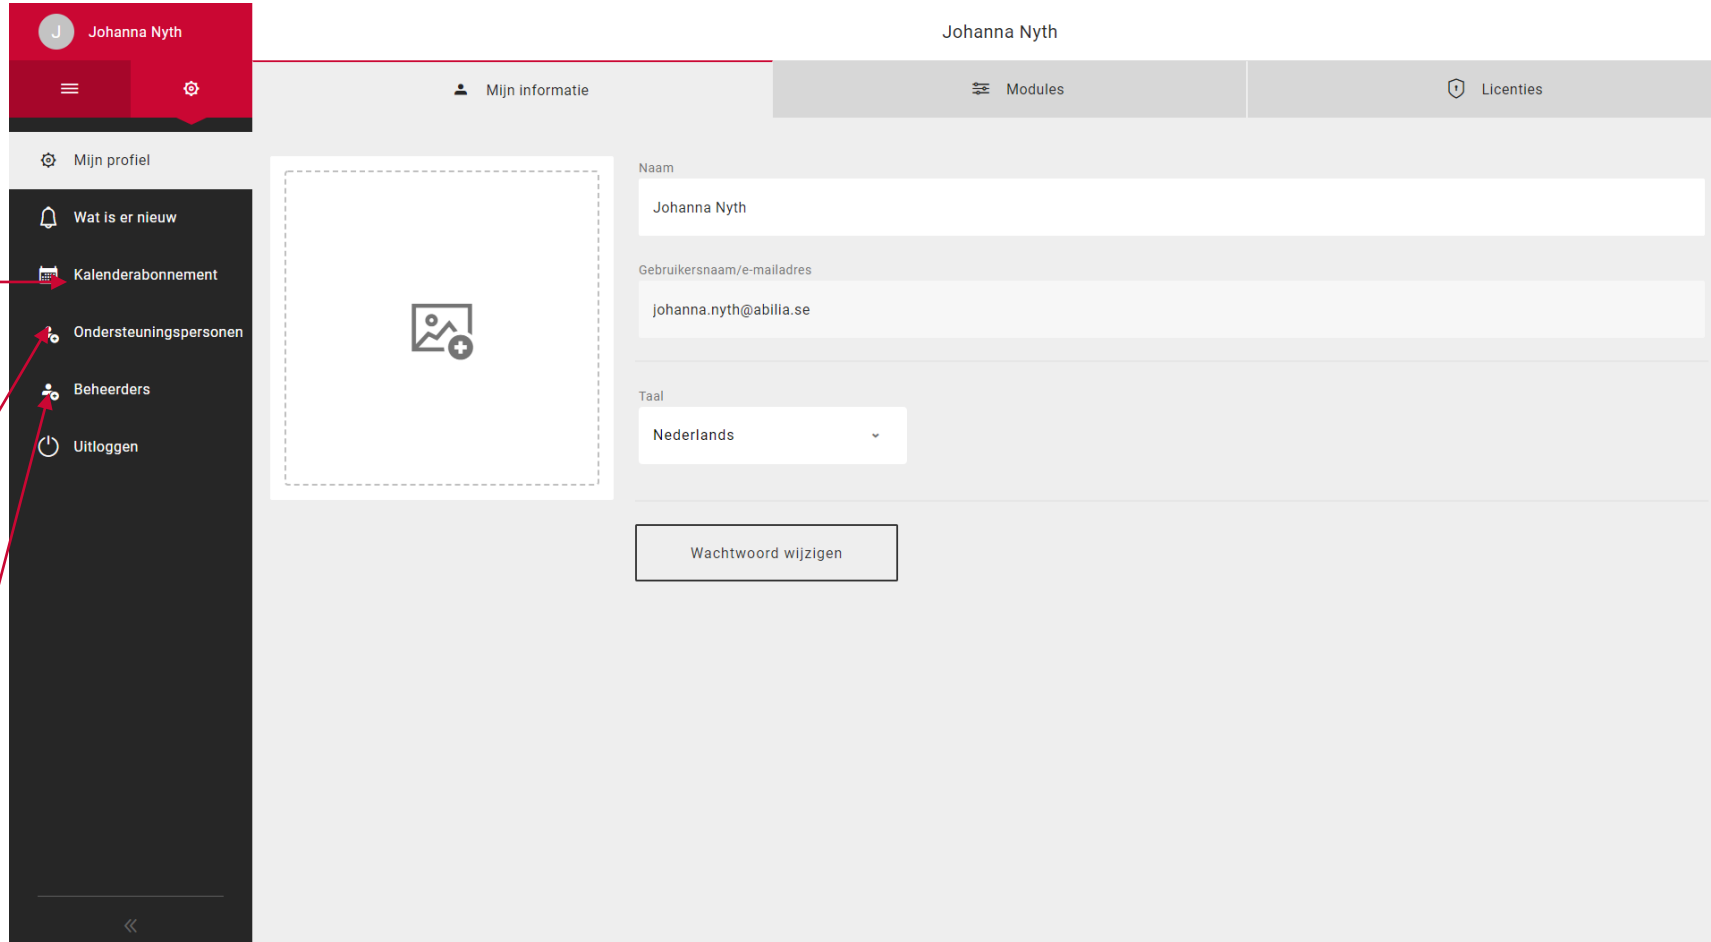 J Johanna Nyth
Johanna Nyth
Mijn informatie
Modules
Licenties
Mijn profiel
Wat is er nieuw
Kalenderabonnement
Ondersteuningspersonen
Beheerders
Uitloggen
Naam
Johanna Nyth
Gebruikersnaam/e-mailadres
johanna.nyth@abilia.se
Taal
Nederlands
Wachtwoord wijzigen